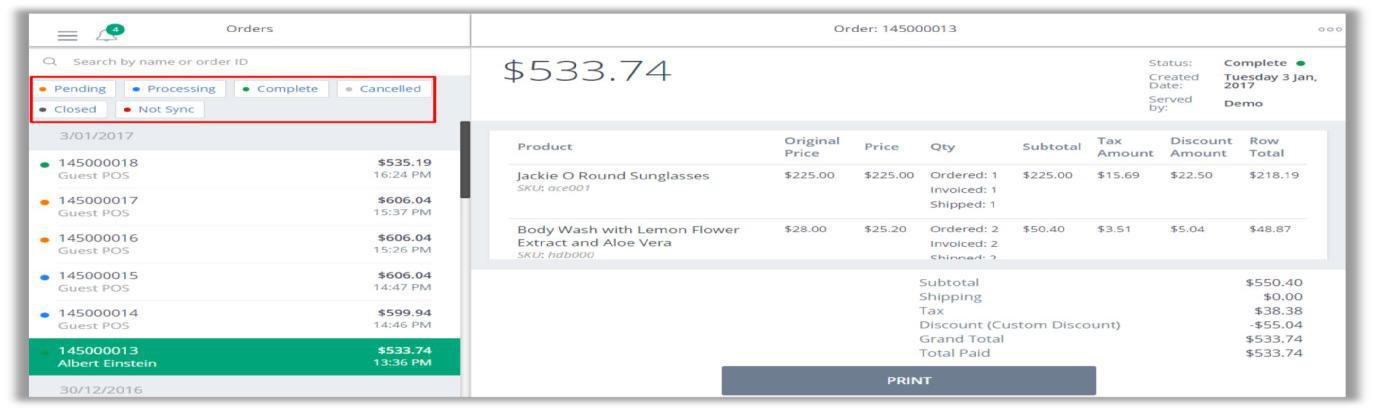 4
Orders
Search by name or order ID
Pending Processing Complete Cancelled
Closed Not Sync
3/01/2017
145000018 $535.19
Guest POS 16:24 PM
145000017 $606.04
Guest POS 15:37 PM
145000016 $606.04
Guest POS 15:26 PM
145000015 $606.04
Guest POS 14:47 PM
145000014 $599.94
Guest POS 14:46 PM
145000013 $533.74
Albert Einstein 13:36 PM
30/12/2016
Order: 145000013
$533.74
Status: Complete
Created Tuesday 3 Jan,
Date: 2017
Served
by: Demo
Product Original Price Qty Subtotal Tax Discount Row
Price Amount Amount Total
Jackie O Round Sunglasses $225.00 $225.00 Ordered: 1 $225.00 $15.69 $22.50 $218.19
SKU: ace001 Invoiced: 1
Shipped: 1
Body Wash with Lemon Flower $28.00 $25.20 Ordered: 2 $50.40 $3.51 $5.04 $48.87
Extract and Aloe Vera Invoiced: 2
SKU: hdb000 Shipped: 2
Subtotal $550.40
Shipping $0.00
Tax $38.38
Discount (Custom Discount) -$55.04
Grand Total $533.74
Total Paid $533.74
PRINT